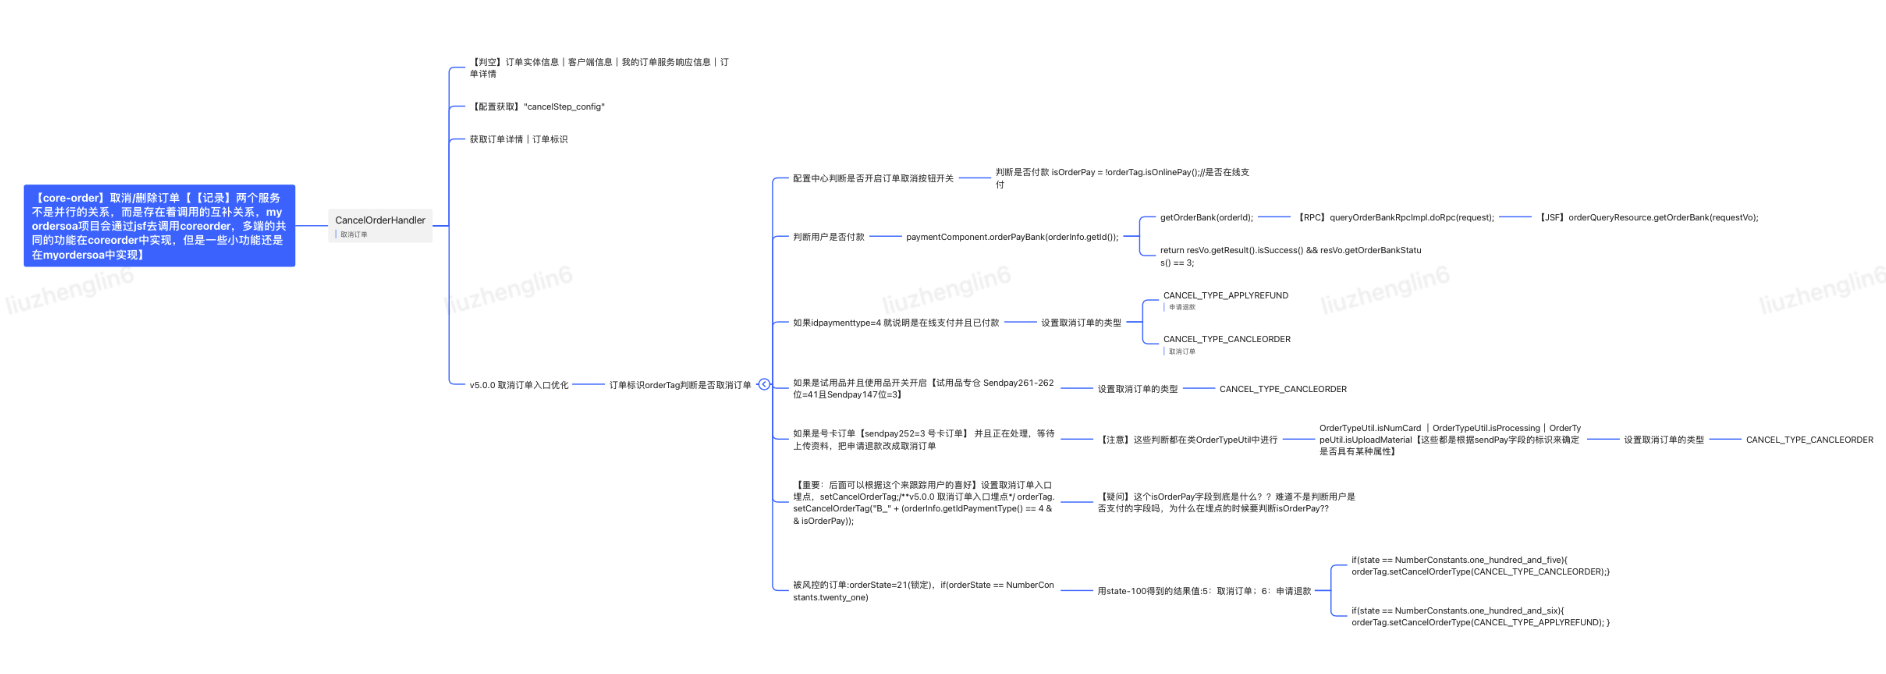 【core-order】取消/删除订单【【记录】两个服务
不是并行的关系，而是存在着调用的互补关系，my
ordersoa项目会通过jsf去调用coreorder，多端的共
同的功能在coreorder中实现，但是一些小功能还是
在myordersoa中实现】
CancelOrderHandler
取消订单
【判空】订单实体信息｜客户端信息｜我的订单服务响应信息｜订
单详情
【配置获取】"cancelStep_config"
获取订单详情｜订单标识
v5.0.0 取消订单入口优化
订单标识orderTag判断是否取消订单
配置中心判断是否开启订单取消按钮开关
判断是否付款 isOrderPay = !orderTag.isOnlinePay();//是否在线支
付
判断用户是否付款
paymentComponent.orderPayBank(orderInfo.getId());
getOrderBank(orderId);
【RPC】queryOrderBankRpcImpl.doRpc(request);
【JSF】orderQueryResource.getOrderBank(requestVo);
return resVo.getResult().isSuccess() && resVo.getOrderBankStatu
s() == 3;
如果idpaymenttype=4 就说明是在线支付并且已付款
设置取消订单的类型
CANCEL_TYPE_APPLYREFUND
申请退款
CANCEL_TYPE_CANCLEORDER
取消订单
如果是试用品并且使用品开关开启【试用品专仓 Sendpay261-262
位=41且Sendpay147位=3】
设置取消订单的类型
CANCEL_TYPE_CANCLEORDER
如果是号卡订单【sendpay252=3 号卡订单】 并且正在处理，等待
上传资料，把申请退款改成取消订单
【注意】这些判断都在类OrderTypeUtil中进行
OrderTypeUtil.isNumCard ｜OrderTypeUtil.isProcessing｜OrderTy
peUtil.isUploadMaterial【这些都是根据sendPay字段的标识来确定
是否具有某种属性】
设置取消订单的类型
CANCEL_TYPE_CANCLEORDER
【重要：后面可以根据这个来跟踪用户的喜好】设置取消订单入口
埋点，setCancelOrderTag;/**v5.0.0 取消订单入口埋点*/ orderTag.
setCancelOrderTag("B_" + (orderInfo.getIdPaymentType() == 4 &
& isOrderPay));
【疑问】这个isOrderPay字段到底是什么？？难道不是判断用户是
否支付的字段吗，为什么在埋点的时候要判断isOrderPay??
被风控的订单:orderState=21(锁定)，if(orderState == NumberCon
stants.twenty_one)
用state-100得到的结果值:5：取消订单；6：申请退款
if(state == NumberConstants.one_hundred_and_five){
orderTag.setCancelOrderType(CANCEL_TYPE_CANCLEORDER);}
if(state == NumberConstants.one_hundred_and_six){
orderTag.setCancelOrderType(CANCEL_TYPE_APPLYREFUND); }
liuzhenglin6
liuzhenglin6
liuzhenglin6
liuzhenglin6
liuzhenglin6